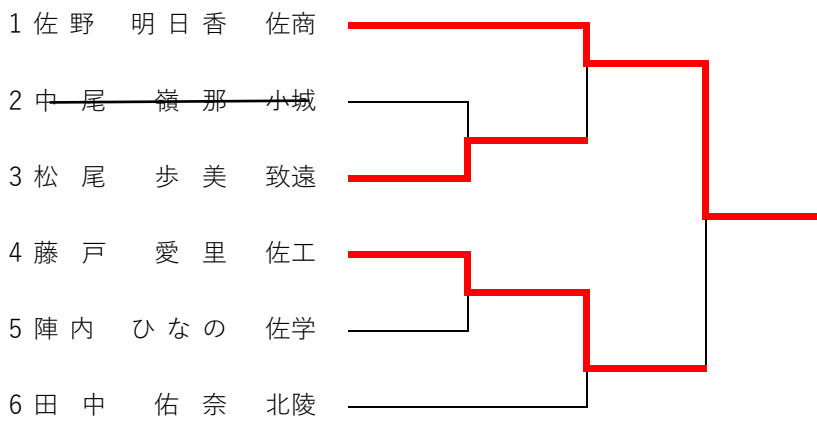 1 佐野 明日香 佐商
2 中尾 嶺那 小城
3 松尾 歩美 致遠
4 藤戸 愛里 佐工
5 陣内 ひなの 佐学
6 田中 佑奈 北陵